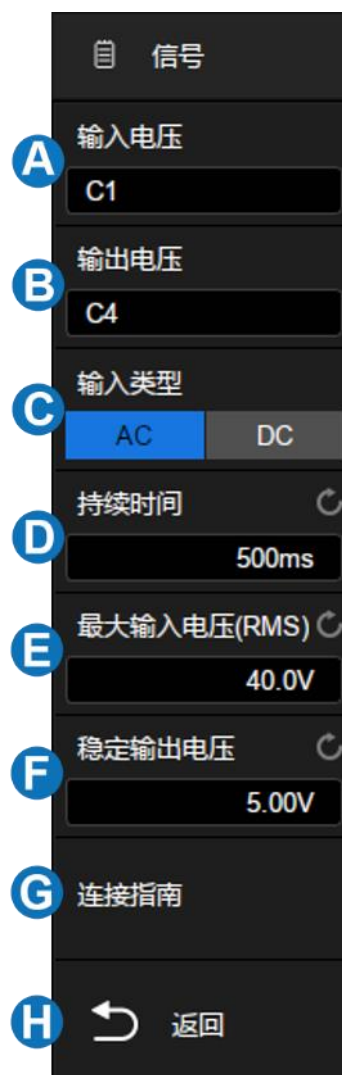 信号
A
输入电压
C1
B
输出电压
C4
C
输入类型
AC DC
D
持续时间
500ms
E
最大输入电压(RMS)
40.0V
F
稳定输出电压
5.00V
G
连接指南
H
返回